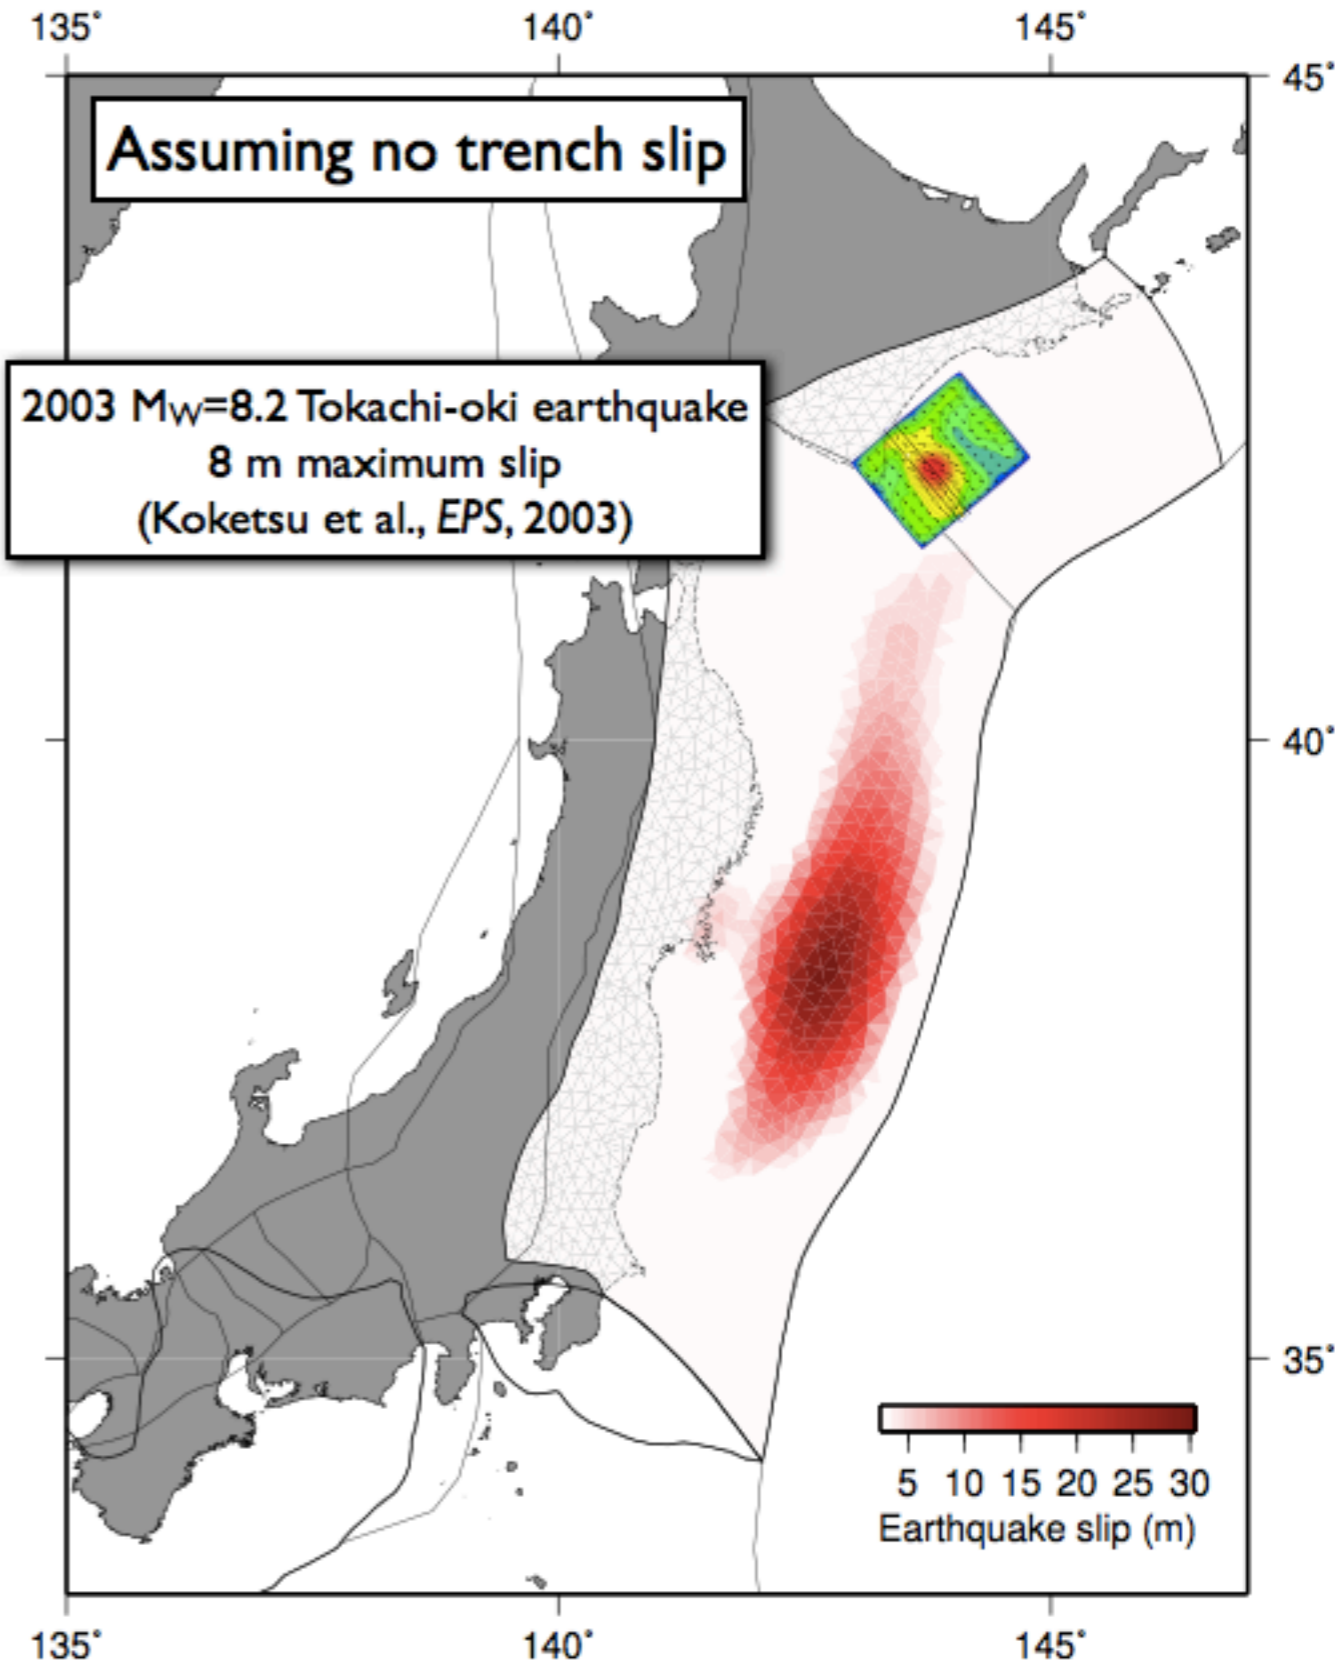 135° 140° 145°
45°
Assuming no trench slip
2003 MW=8.2 Tokachi-oki earthquake
8 m maximum slip
(Koketsu et al., EPS, 2003)
40°
35°
5 10 15 20 25 30
Earthquake slip (m)
135° 140° 145°